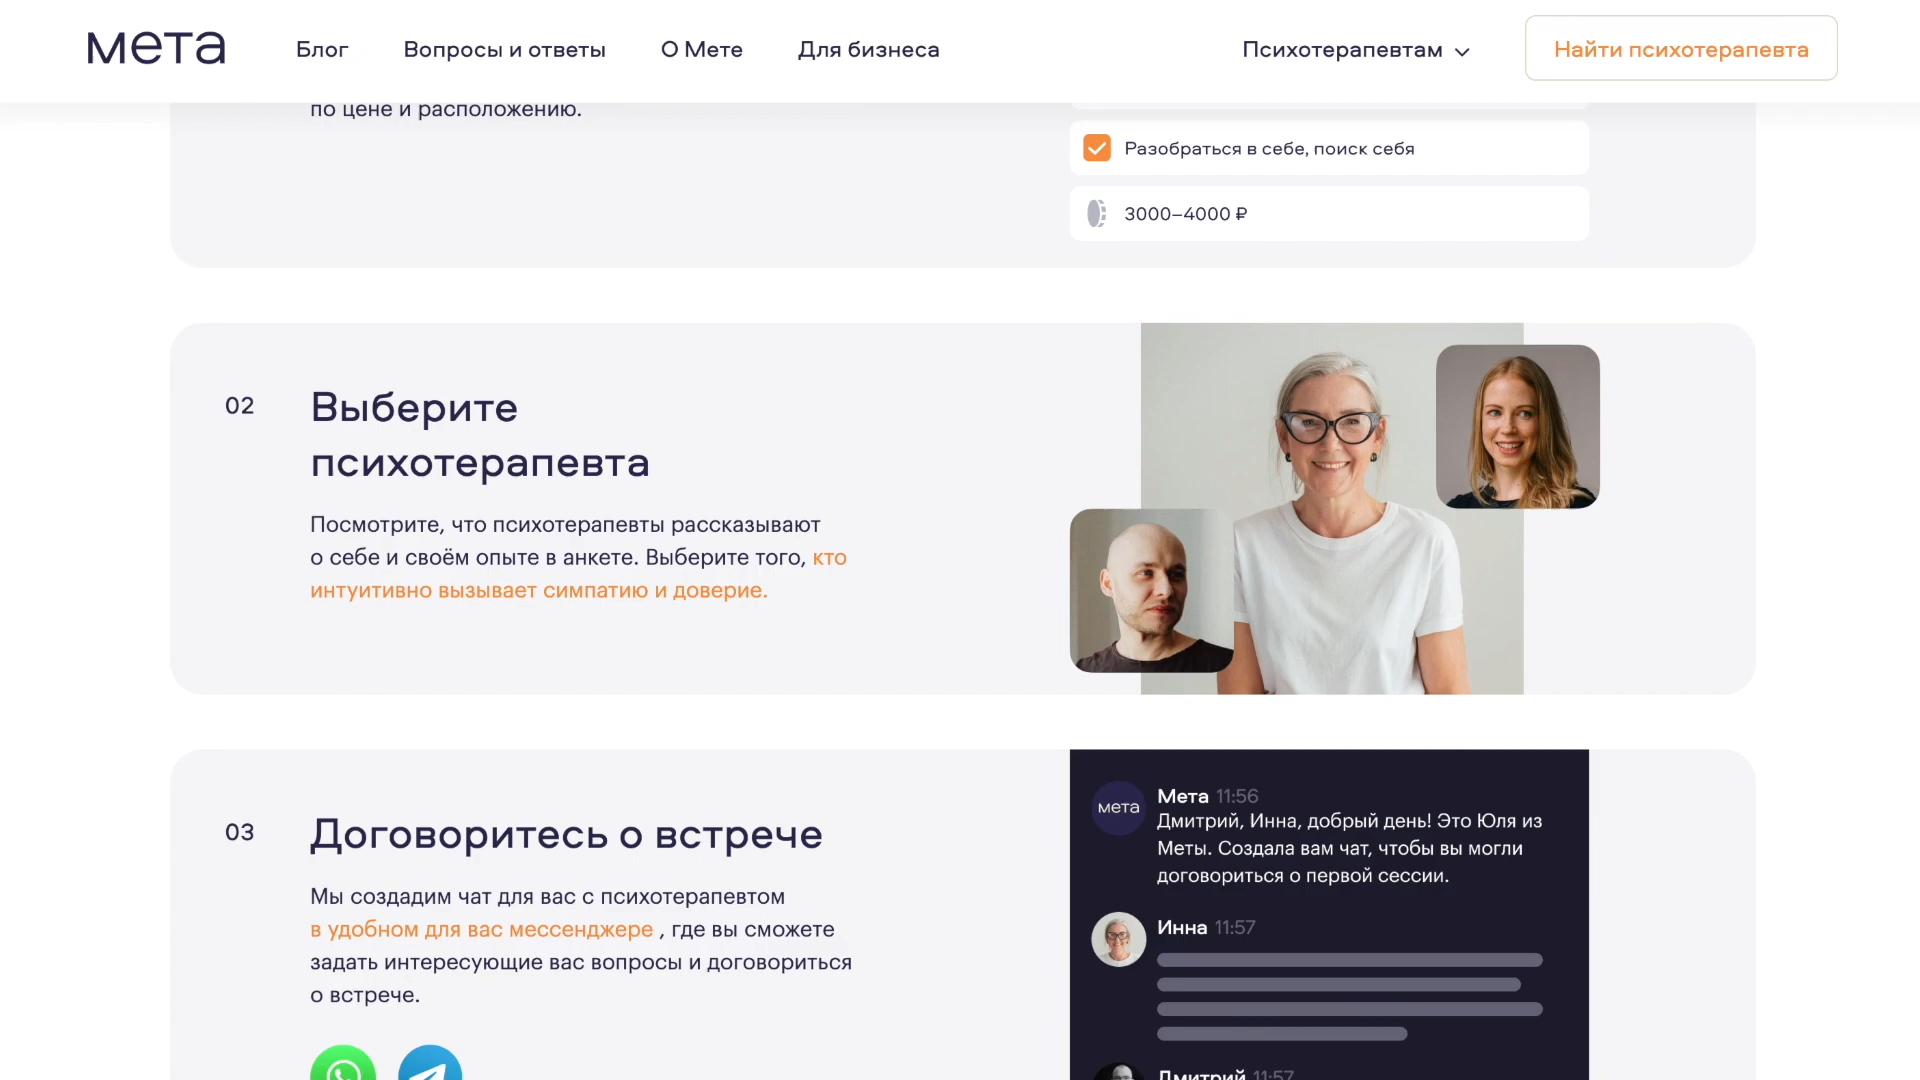 мета
Блог
Вопросы и ответы
О Мете
Для бизнеса
Психотерапевтам
Найти психотерапевта
по цене и расположению.
Разобраться в себе, поиск себя
3000–4000 ₽
02
Выберите
психотерапевта
Посмотрите, что психотерапевты рассказывают
о себе и своём опыте в анкете. Выберите того, кто
интуитивно вызывает симпатию и доверие.
03
Договоритесь о встрече
Мы создадим чат для вас с психотерапевтом
в удобном для вас мессенджере , где вы сможете
задать интересующие вас вопросы и договориться
о встрече.
мета
Мета 11:56
Дмитрий, Инна, добрый день! Это Юля из
Меты. Создала вам чат, чтобы вы могли
договориться о первой сессии.
Инна 11:57
Дмитрий 11:57